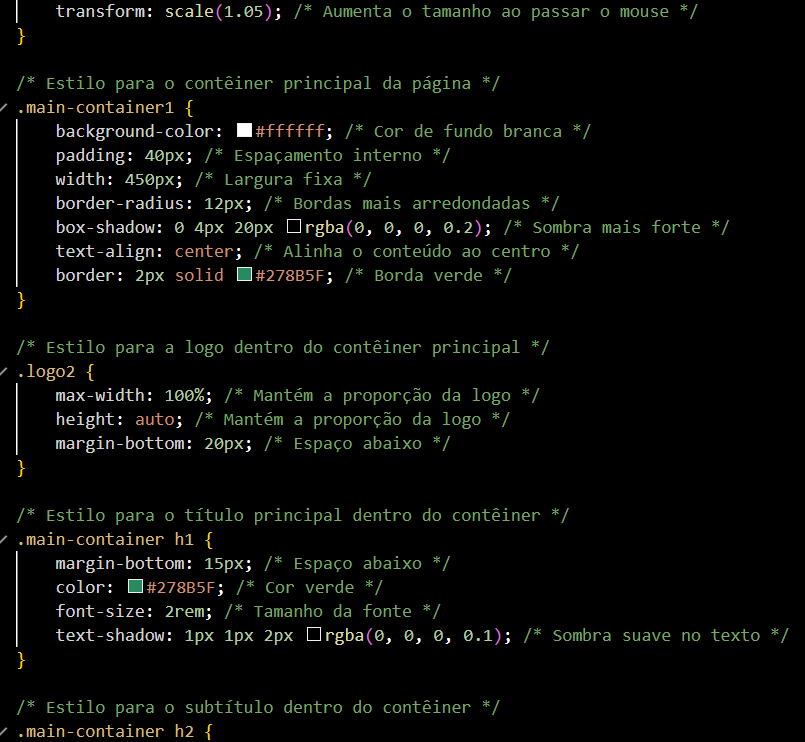 transform: scale(1.05); /* Aumenta o tamanho ao passar o mouse */
}
/* Estilo para o contêiner principal da página */
.main-container1 {
background-color: #ffffff; /* Cor de fundo branca */
padding: 40px; /* Espaçamento interno */
width: 450px; /* Largura fixa */
border-radius: 12px; /* Bordas mais arredondadas */
box-shadow: 0 4px 20px rgba(0, 0, 0, 0.2); /* Sombra mais forte */
text-align: center; /* Alinha o conteúdo ao centro */
border: 2px solid #278B5F; /* Borda verde */
}
/* Estilo para a logo dentro do contêiner principal */
.logo2 {
max-width: 100%; /* Mantém a proporção da logo */
height: auto; /* Mantém a proporção da logo */
margin-bottom: 20px; /* Espaço abaixo */
}
/* Estilo para o título principal dentro do contêiner */
.main-container h1 {
margin-bottom: 15px; /* Espaço abaixo */
color: #278B5F; /* Cor verde */
font-size: 2rem; /* Tamanho da fonte */
text-shadow: 1px 1px 2px rgba(0, 0, 0, 0.1); /* Sombra suave no texto */
}
/* Estilo para o subtítulo dentro do contêiner */
.main-container h2 {